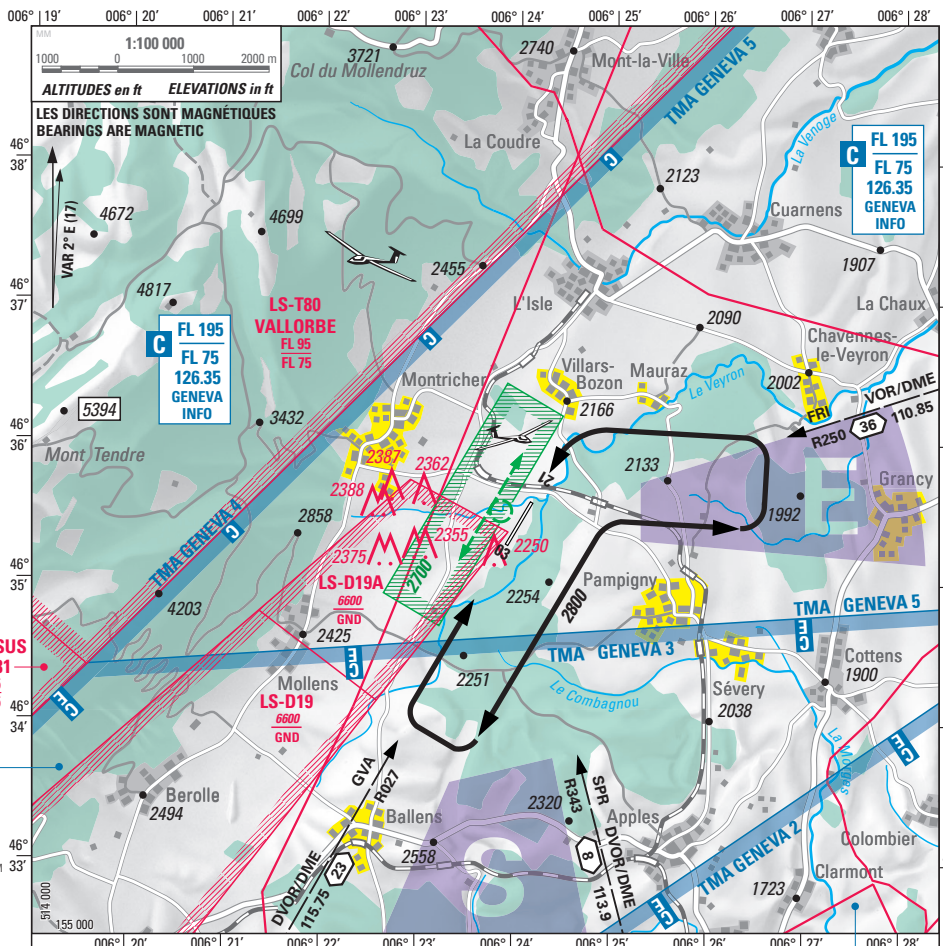 006° 19′
006° 20′
006° 21′
006° 22′
006° 23′
006° 24′
006° 25′
006° 26′
006° 27′
006° 28′
MM
1:100 000
1000 0 1000 2000 m
ALTITUDES en ft ELEVATIONS in ft
LES DIRECTIONS SONT MAGNÉTIQUES
BEARINGS ARE MAGNETIC
3721
Col du Mollendruz
2740
Mont-la-Ville
TMA GENEVA 5
La Coudre
La Venoge
C
FL 195
FL 75
126.35
GENEVA
INFO
46°
38′
C
2123
Cuarnens
VAR 2° E (17)
4672
4699
2455
1907
46°
37′
4817
LS-T80
VALLORBE
FL 95
FL 75
L'Isle
La Chaux
2090
C
FL 195
FL 75
126.35
GENEVA
INFO
C
Chavennes-
le-Veyron
Villars-
Bozon
Mauraz
Le Veyron
2002
Montricher
2166
VOR/DME
FRI
110.85
R250
36
5394
3432
46°
36′
Mont Tendre
2387
2362
2133
E
Grancy
2388
21
1992
2858
2355
2375
2250
03
C
TMA GENEVA 4
46°
35′
LS-D19A
6600
GND
2700
2254
Pampigny
2800
4203
TMA GENEVA 5
E
C
2425
TMA GENEVA 3
E
C
SUS
31
2251
Cottens
1900
Mollens
LS-D19
6600
GND
Sévery
Le Combagnou
2038
E
C
46°
34′
La Morges
E
C
GVA
R027
SPR
R343
Berolle
2494
Ballens
2320
Apples
Colombier
46°
33′
2558
S
8
DVOR/DME
113.9
TMA GENEVA 2
Clarmont
DVOR/DME
115.75
23
1723
E
C
514 000
155 000
006° 20′
006° 21′
006° 22′
006° 23′
006° 24′
006° 25′
006° 26′
006° 27′
006° 28′